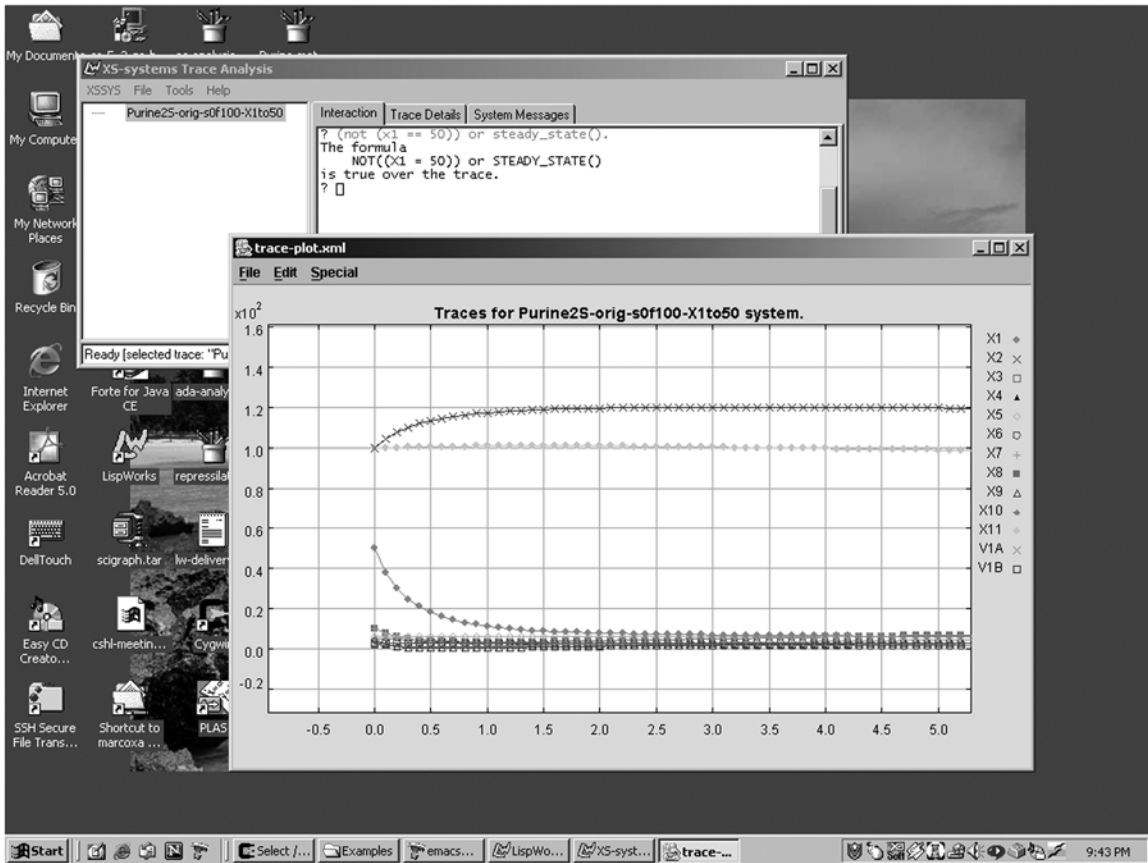 My Documents
XS-systems Trace Analysis
XSSYS File Tools Help
Purine2S-orig-s0f100-X1to50
Interaction Trace Details System Messages
? (not (x1 == 50)) or steady_state().
The formula
NOT((X1 = 50)) or STEADY_STATE()
is true over the trace.
?
My Compute
My Network
Places
Recycle Bin
Ready [selected trace: "Pu
trace-plot.xml
File Edit Special
Traces for Purine2S-orig-s0f100-X1to50 system.
x10^2
1.6
1.4
1.2
1.0
0.8
0.6
0.4
0.2
0.0
-0.2
-0.5 0.0 0.5 1.0 1.5 2.0 2.5 3.0 3.5 4.0 4.5 5.0
X1
X2
X3
X4
X5
X6
X7
X8
X9
X10
X11
V1A
V1B
Internet
Explorer
Forte for Java
CE
ada-analy
Acrobat
Reader 5.0
LispWorks
repressila
DellTouch
scigraph.tar
lw-deliver
Easy CD
Creato...
cshl-meetin...
Cygwi
SSH Secure
File Trans...
Shortcut to
marcoxa ...
PLAS
Start
Select /...
Examples
emacs...
LispWo...
XS-syst...
trace-...
9:43 PM